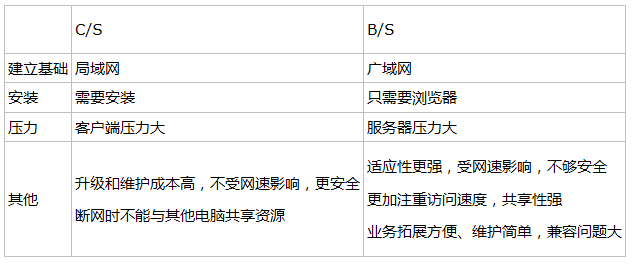 C/S B/S
建立基础 局域网 广域网
安装 需要安装 只需要浏览器
压力 客户端压力大 服务器压力大
其他
升级和维护成本高，不受网速影响，更安全
断网时不能与其他电脑共享资源
适应性更强，受网速影响，不够安全
更加注重访问速度，共享性强
业务拓展方便、维护简单，兼容问题大